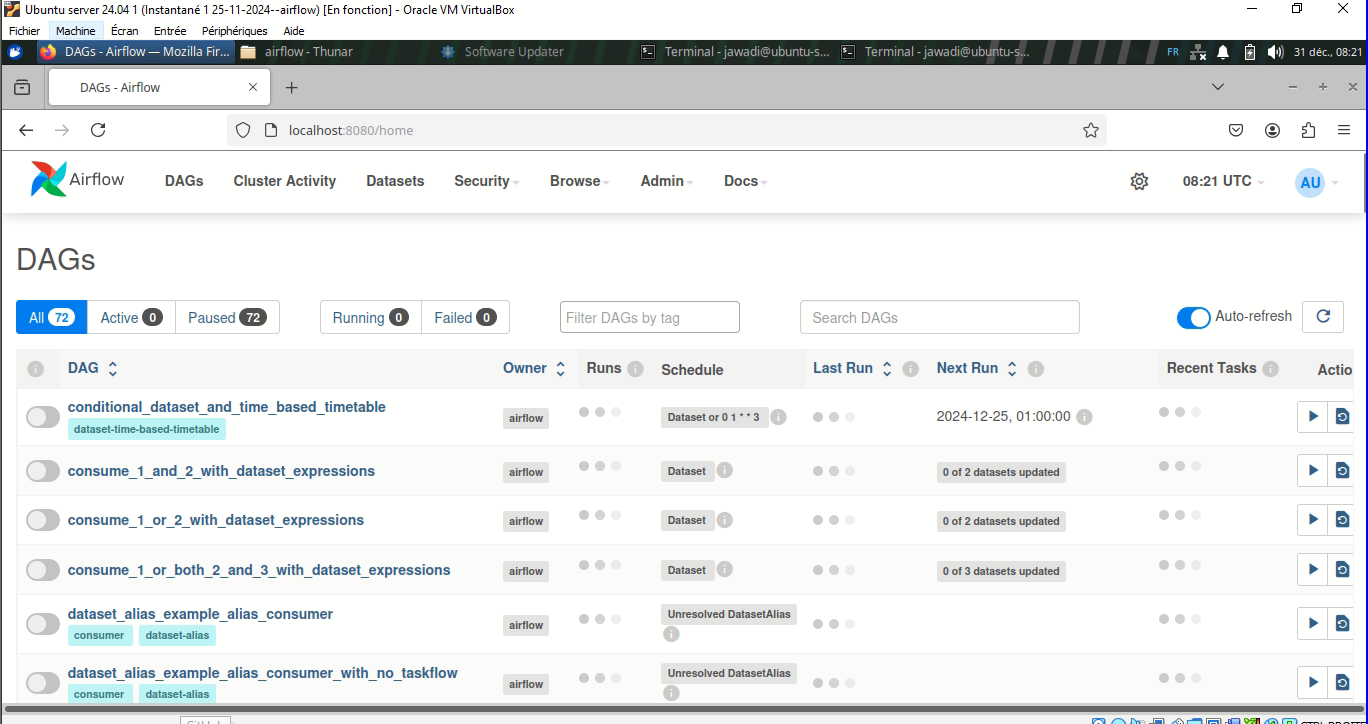 Ubuntu server 24.04 1 (Instantané 1 25-11-2024--airflow) [En fonction] - Oracle VM VirtualBox
Fichier Machine Écran Entrée Périphériques Aide
DAGs - Airflow — Mozilla Fir... airflow - Thunar Software Updater Terminal - jawadi@ubuntu-s... Terminal - jawadi@ubuntu-s... FR 31 déc., 08:21
DAGs - Airflow
localhost:8080/home
Airflow DAGs Cluster Activity Datasets Security Browse Admin Docs 08:21 UTC AU
DAGs
All 72 Active 0 Paused 72 Running 0 Failed 0 Filter DAGs by tag Search DAGs Auto-refresh
DAG Owner Runs Schedule Last Run Next Run Recent Tasks Actio
conditional_dataset_and_time_based_timetable airflow Dataset or 0 1 * * 3 2024-12-25, 01:00:00
dataset-time-based-timetable
consume_1_and_2_with_dataset_expressions airflow Dataset 0 of 2 datasets updated
consume_1_or_2_with_dataset_expressions airflow Dataset 0 of 2 datasets updated
consume_1_or_both_2_and_3_with_dataset_expressions airflow Dataset 0 of 3 datasets updated
dataset_alias_example_alias_consumer airflow Unresolved DatasetAlias
consumer dataset-alias
dataset_alias_example_alias_consumer_with_no_taskflow airflow Unresolved DatasetAlias
consumer dataset-alias